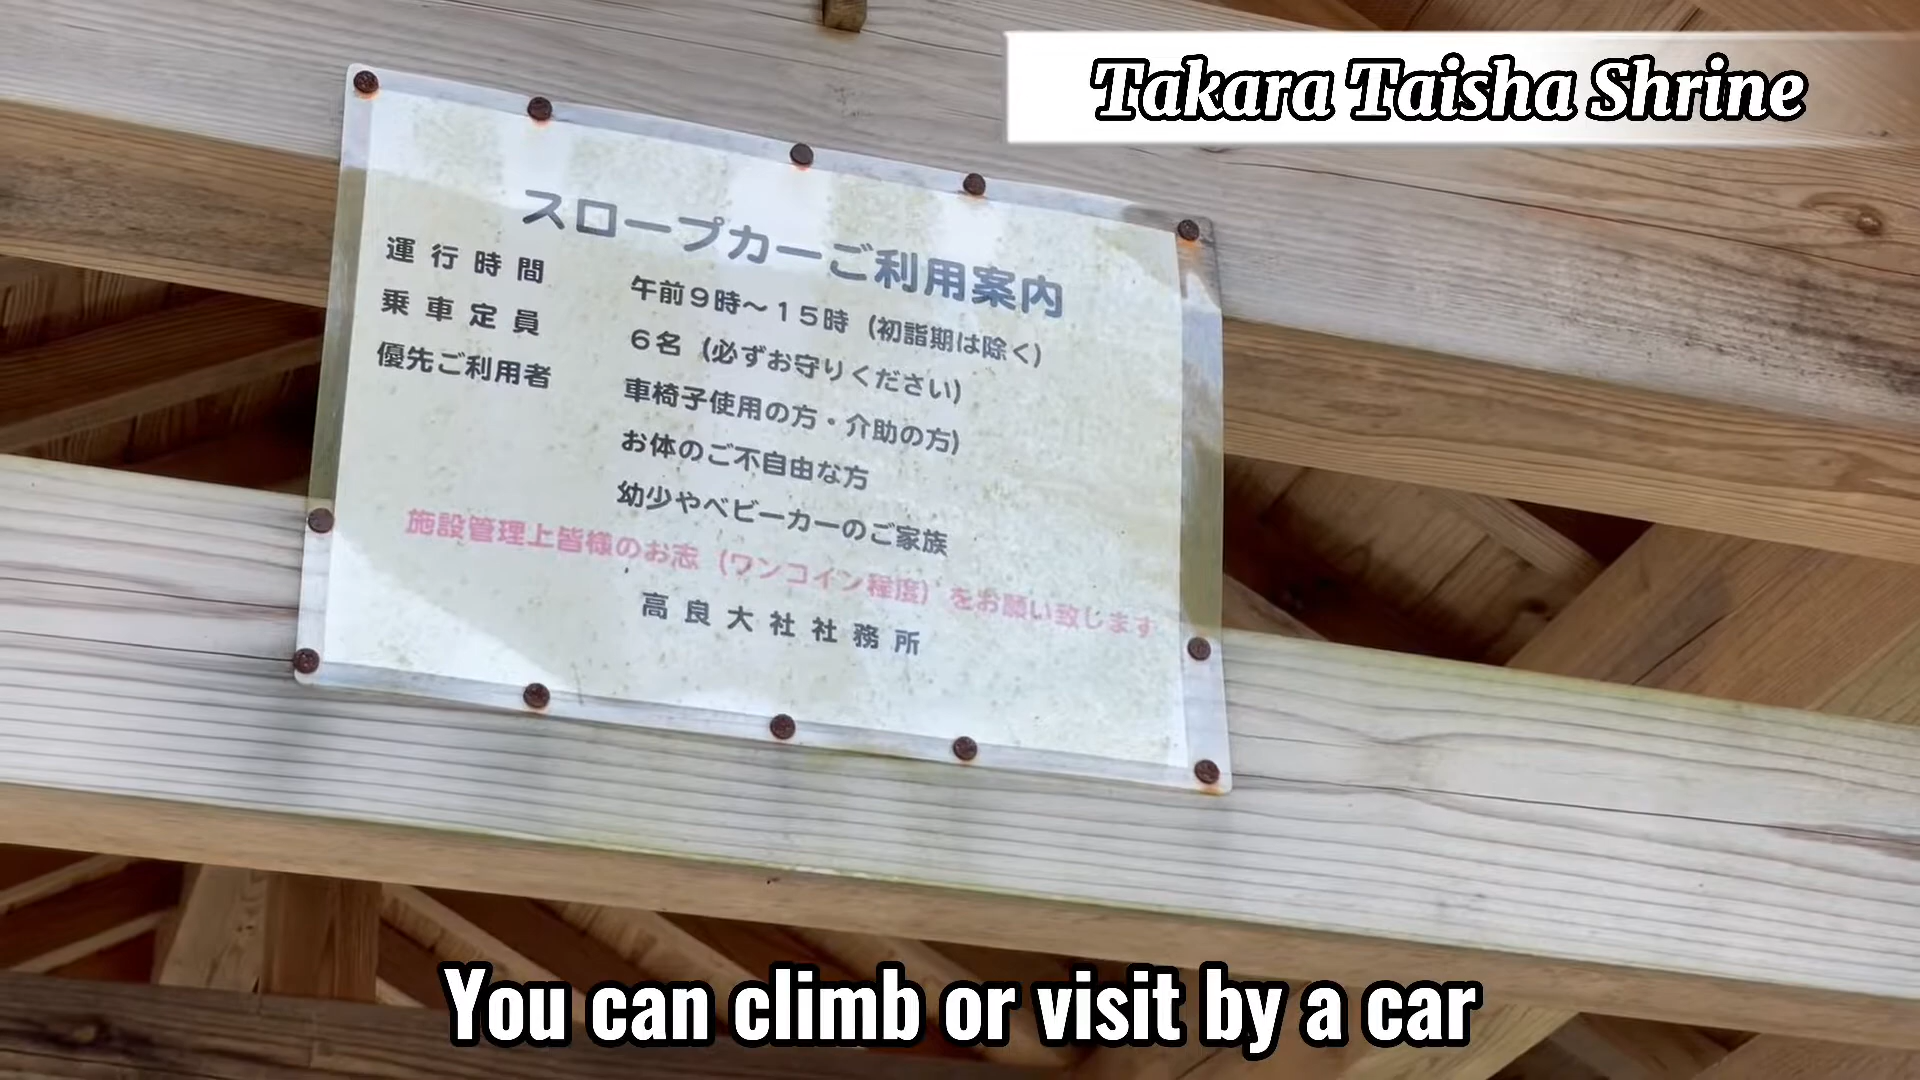 Takara Taisha Shrine
スロープカーご利用案内
運行時間 午前9時～15時（初詣期は除く）
乗車定員 6名（必ずお守りください）
優先ご利用者 車椅子使用の方・介助の方）
お体のご不自由な方
幼少やベビーカーのご家族
施設管理上皆様のお志（ワンコイン程度）をお願い致します
高良大社社務所
You can climb or visit by a car